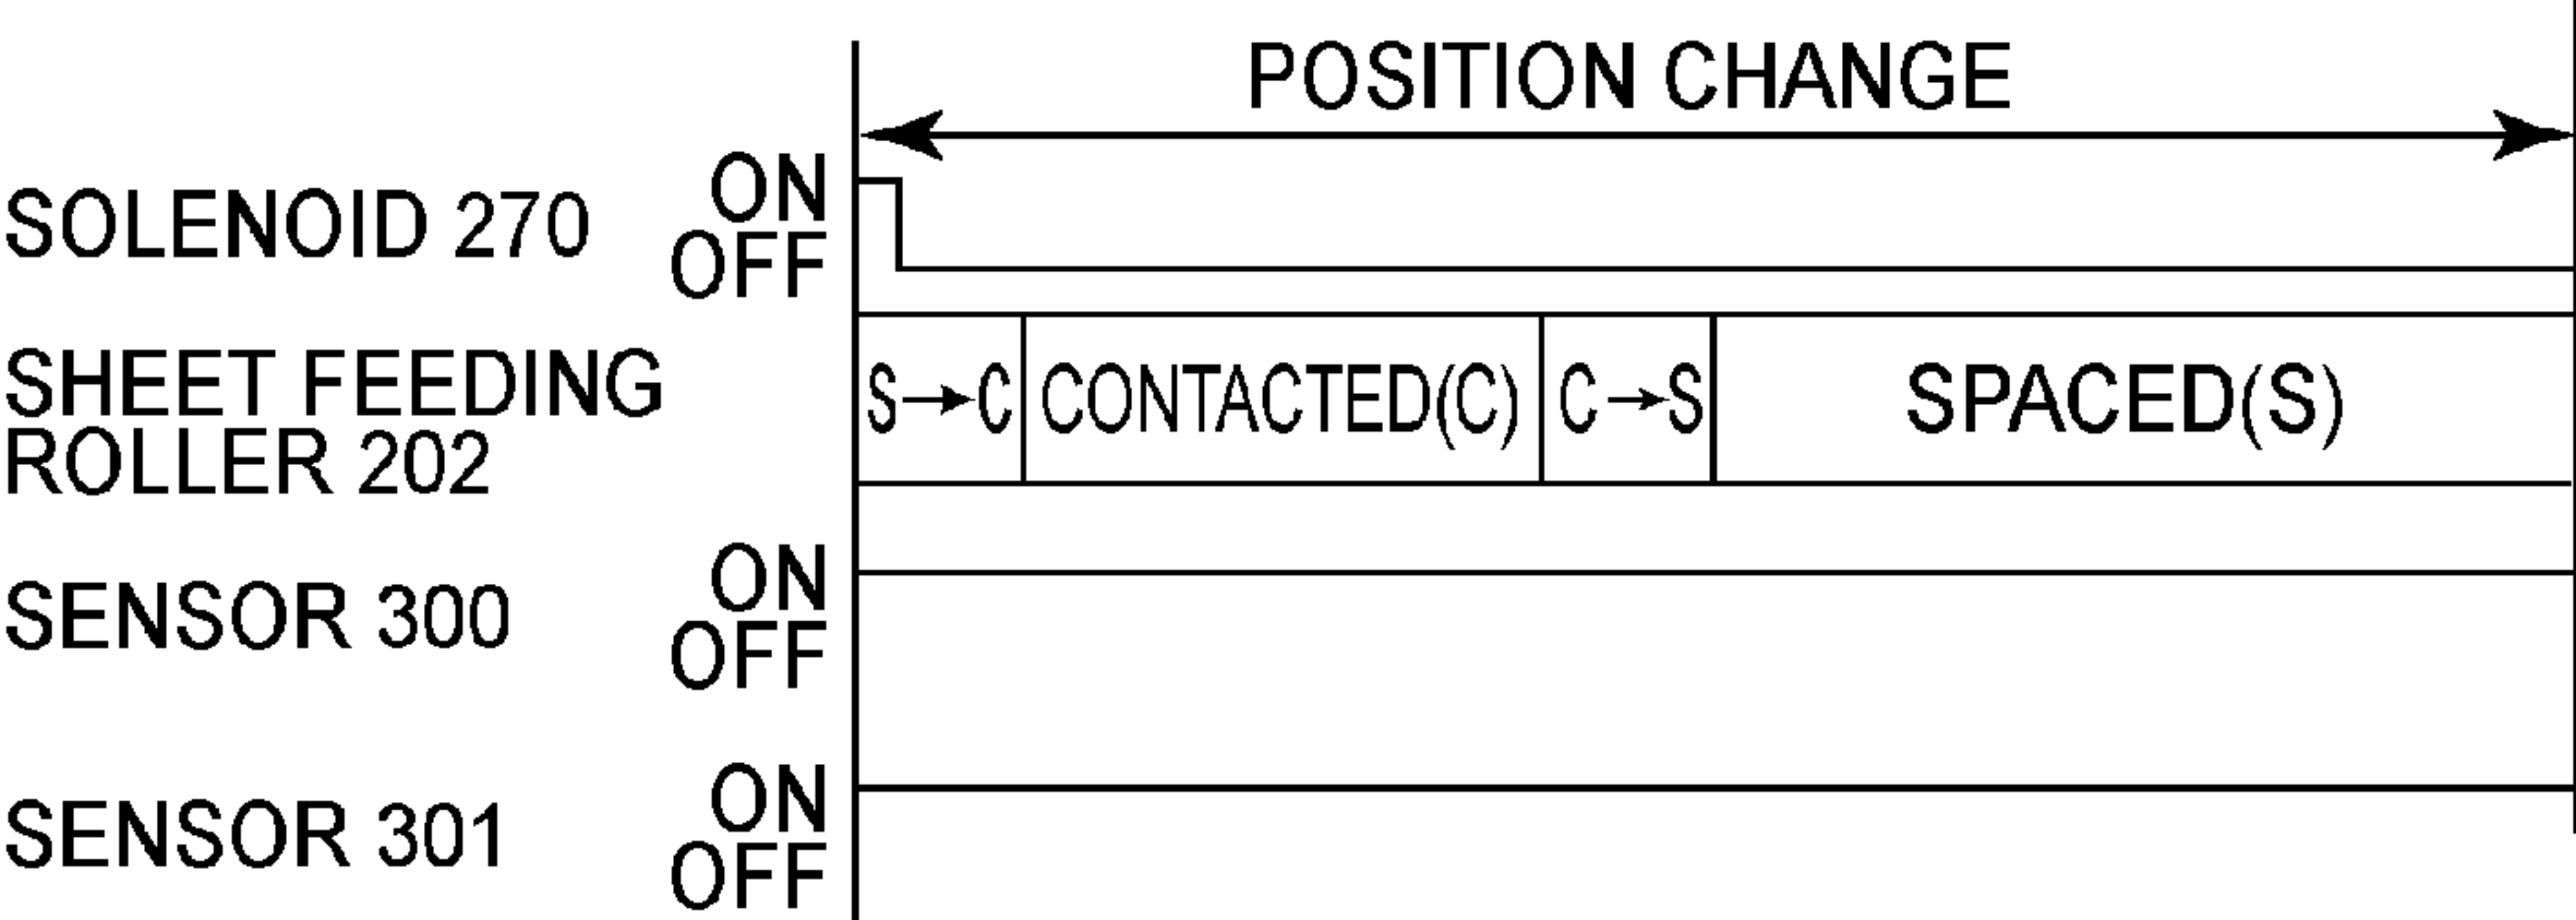 POSITION CHANGE
SOLENOID 270
ON
OFF
SHEET FEEDING
ROLLER 202
S→C
CONTACTED(C)
C→S
SPACED(S)
SENSOR 300
ON
OFF
SENSOR 301
ON
OFF